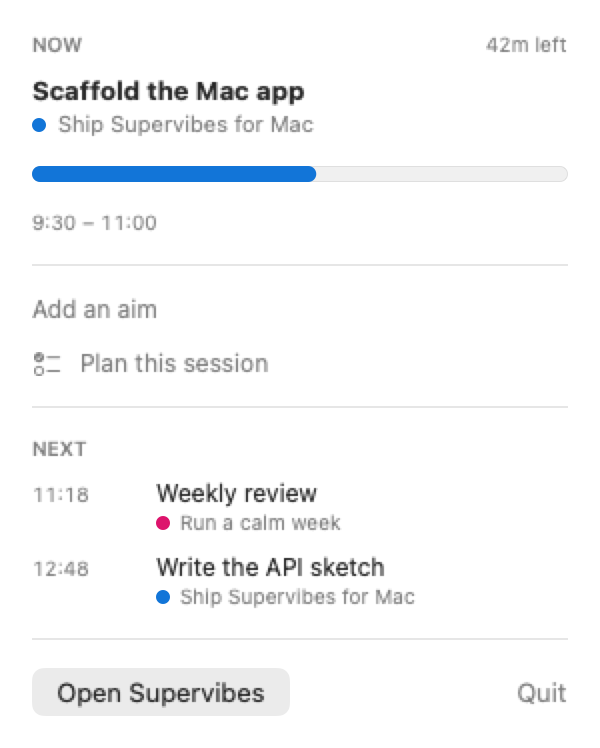 NOW 42m left
Scaffold the Mac app
Ship Supervibes for Mac
9:30 – 11:00
Add an aim
Plan this session
NEXT
11:18 Weekly review
Run a calm week
12:48 Write the API sketch
Ship Supervibes for Mac
Open Supervibes Quit